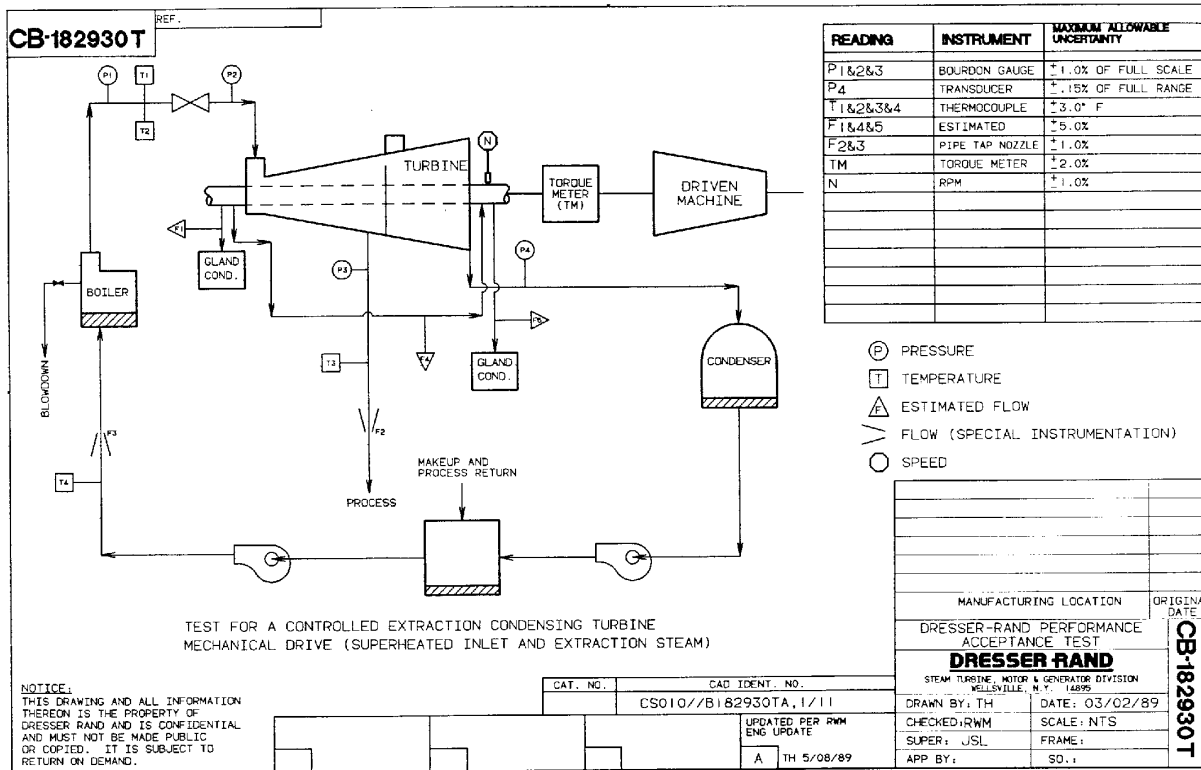 CB-182930T
REF.
READING INSTRUMENT MAXIMUM ALLOWABLE UNCERTAINTY
P1&2&3 BOURDON GAUGE ±1.0% OF FULL SCALE
P4 TRANSDUCER ±.15% OF FULL RANGE
T1&2&3&4 THERMOCOUPLE ±3.0° F
F1&4&5 ESTIMATED ±5.0%
F2&3 PIPE TAP NOZZLE ±1.0%
TM TORQUE METER ±2.0%
N RPM ±1.0%
P1
T1
P2
T2
N
TURBINE
TORQUE
METER
(TM)
DRIVEN
MACHINE
F1
GLAND
COND.
P3
P4
BOILER
F5
T3
F4
GLAND
COND.
CONDENSER
BLOWDOWN
F3
F2
T4
PROCESS
MAKEUP AND
PROCESS RETURN
P PRESSURE
T TEMPERATURE
F ESTIMATED FLOW
FLOW (SPECIAL INSTRUMENTATION)
SPEED
TEST FOR A CONTROLLED EXTRACTION CONDENSING TURBINE
MECHANICAL DRIVE (SUPERHEATED INLET AND EXTRACTION STEAM)
NOTICE:
THIS DRAWING AND ALL INFORMATION
THEREON IS THE PROPERTY OF
DRESSER RAND AND IS CONFIDENTIAL
AND MUST NOT BE MADE PUBLIC
OR COPIED. IT IS SUBJECT TO
RETURN ON DEMAND.
CAT. NO. CAD IDENT. NO.
CS010//B182930TA,1/11
UPDATED PER RWM
ENG UPDATE
A TH 5/08/89
MANUFACTURING LOCATION
ORIGINA
DATE
DRESSER-RAND PERFORMANCE
ACCEPTANCE TEST
DRESSER-RAND
STEAM TURBINE, MOTOR & GENERATOR DIVISION
WELLSVILLE, N.Y. 14895
DRAWN BY: TH DATE: 03/02/89
CHECKED:RWM SCALE: NTS
SUPER: JSL FRAME:
APP BY: SO.:
CB-182930T